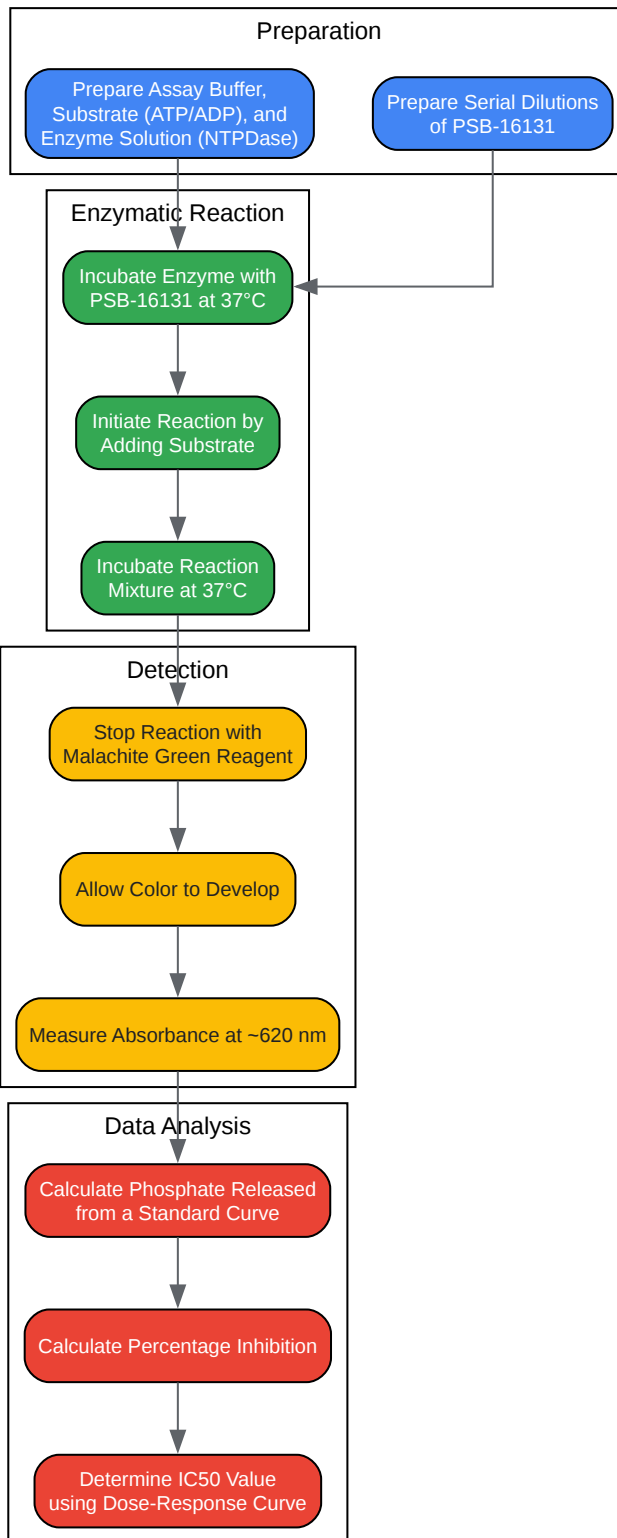 Preparation
Prepare Assay Buffer,
Substrate (ATP/ADP), and
Enzyme Solution (NTPDase)
Prepare Serial Dilutions
of PSB-16131
Enzymatic Reaction
Incubate Enzyme with
PSB-16131 at 37°C
Initiate Reaction by
Adding Substrate
Incubate Reaction
Mixture at 37°C
Detection
Stop Reaction with
Malachite Green Reagent
Allow Color to Develop
Measure Absorbance at ~620 nm
Data Analysis
Calculate Phosphate Released
from a Standard Curve
Calculate Percentage Inhibition
Determine IC50 Value
using Dose-Response Curve